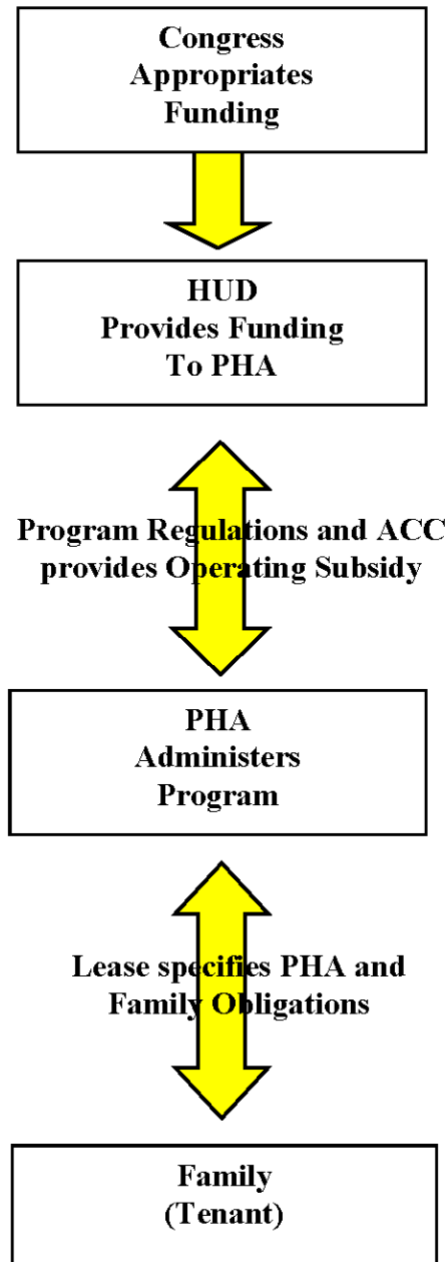 Congress
Appropriates
Funding
HUD
Provides Funding
To PHA
Program Regulations and ACC
provides Operating Subsidy
PHA
Administers
Program
Lease specifies PHA and
Family Obligations
Family
(Tenant)